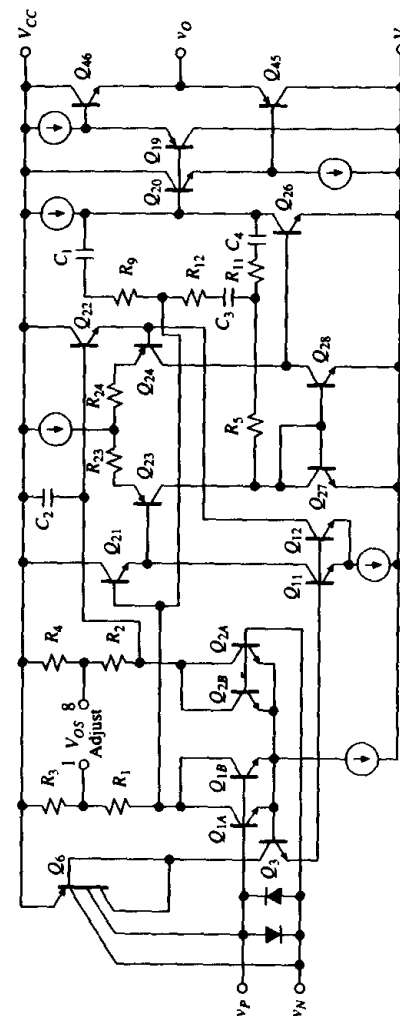 V_CC
Q_6
R_3
R_4
C_2
1 V_OS 8
Adjust
R_1
R_2
Q_21
Q_22
C_1
Q_46
R_23
R_24
R_9
Q_23
Q_24
R_12
Q_20
Q_19
v_O
C_3
R_11
C_4
Q_1A
Q_1B
Q_2B
Q_2A
R_5
Q_3
Q_11
Q_12
Q_27
Q_28
Q_26
Q_45
v_P
v_N
V